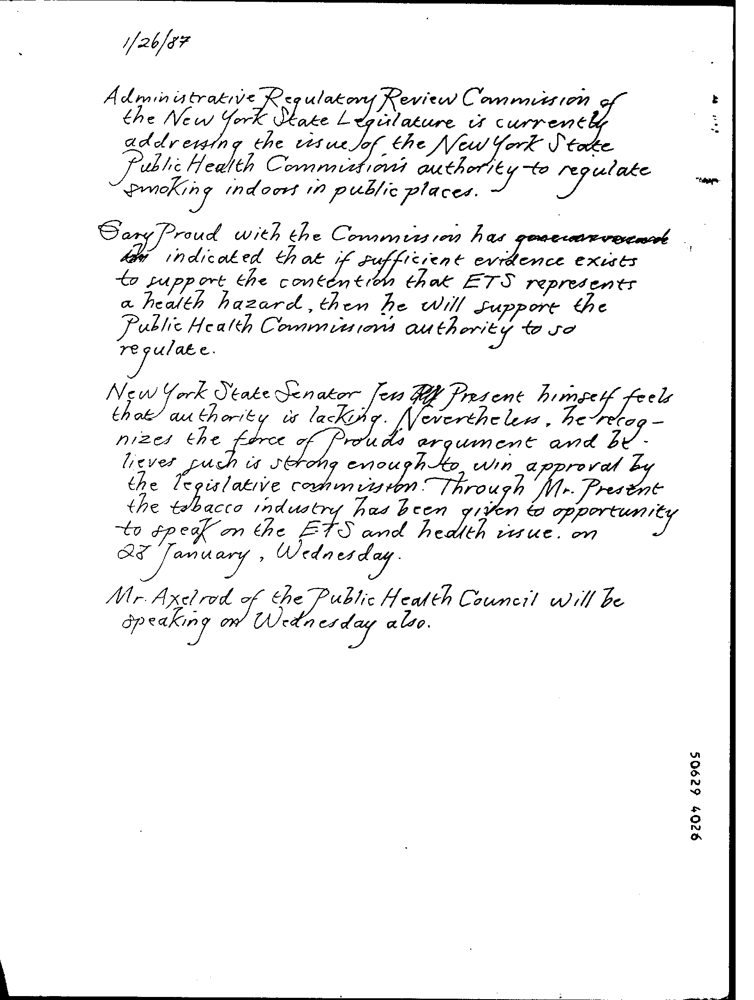 1/26/87
Administrative Regulatory Review Commission of
the New York State Legislature is currently
addressing the issue of the New York State
Public Health Commission's authority to regulate
smoking indoors in public places.
Gary Proud with the Commission has
indicated that if sufficient evidence exists
to support the contention that ETS represents
a health hazard, then he will support the
Public Health Commission's authority to so
regulate.
New York State Senator Jess Present himself feels
that authority is lacking. Nevertheless, he recog-
nizes the force of Proud's argument and be-
lieves such is strong enough to win approval by
the legislative commission. Through Mr. Present
the tobacco industry has been given to opportunity
to speak on the ETS and health issue. on
28 January, Wednesday.
Mr. Axelrod of the Public Health Council will be
speaking on Wednesday also.
50629 4026